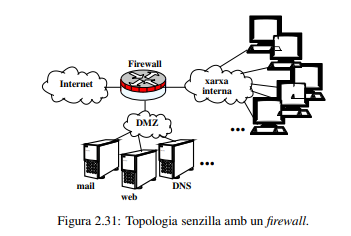 Firewall
Internet
xarxa
interna
DMZ
...
mail
web
DNS
...
Figura 2.31: Topologia senzilla amb un firewall.